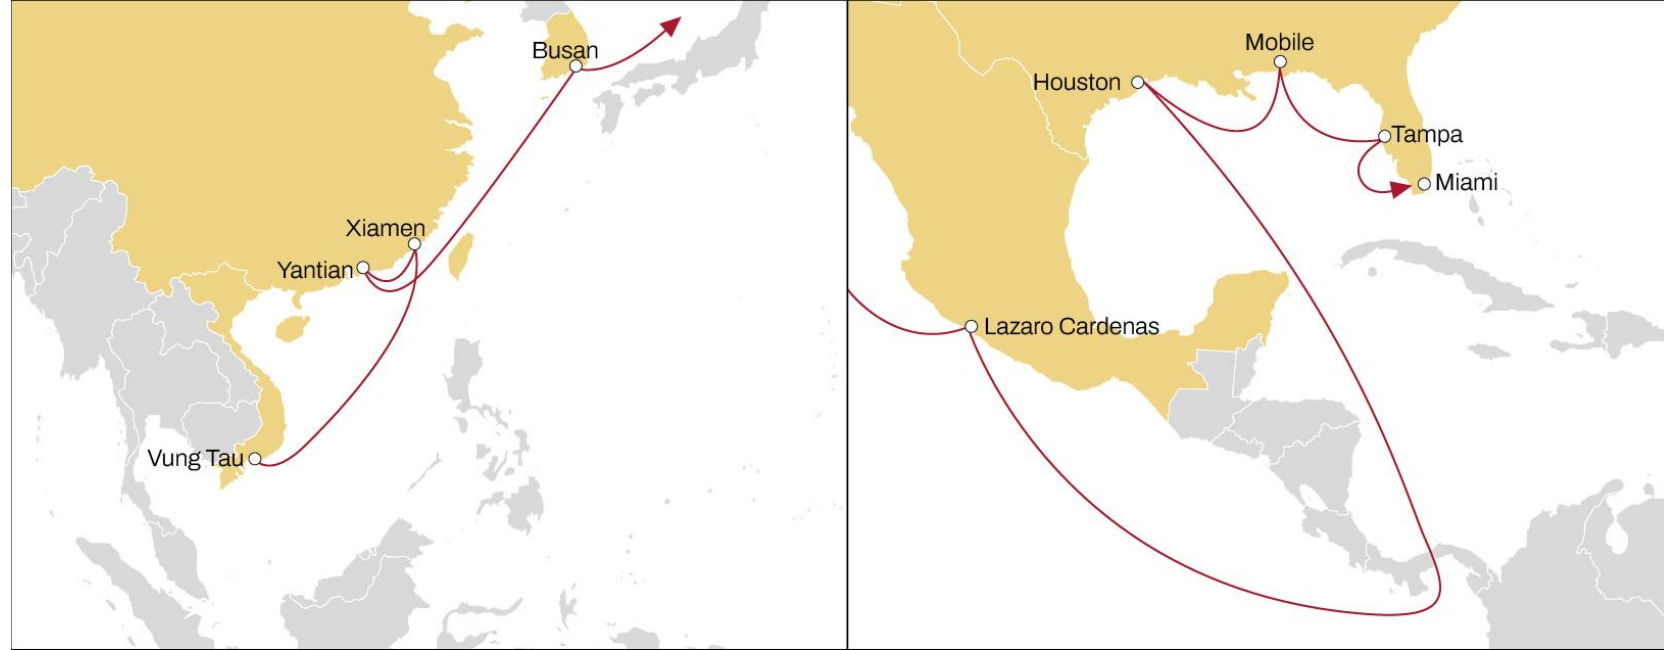 Busan
Xiamen
Yantian
Vung Tau
Mobile
Houston
Tampa
Miami
Lazaro Cardenas